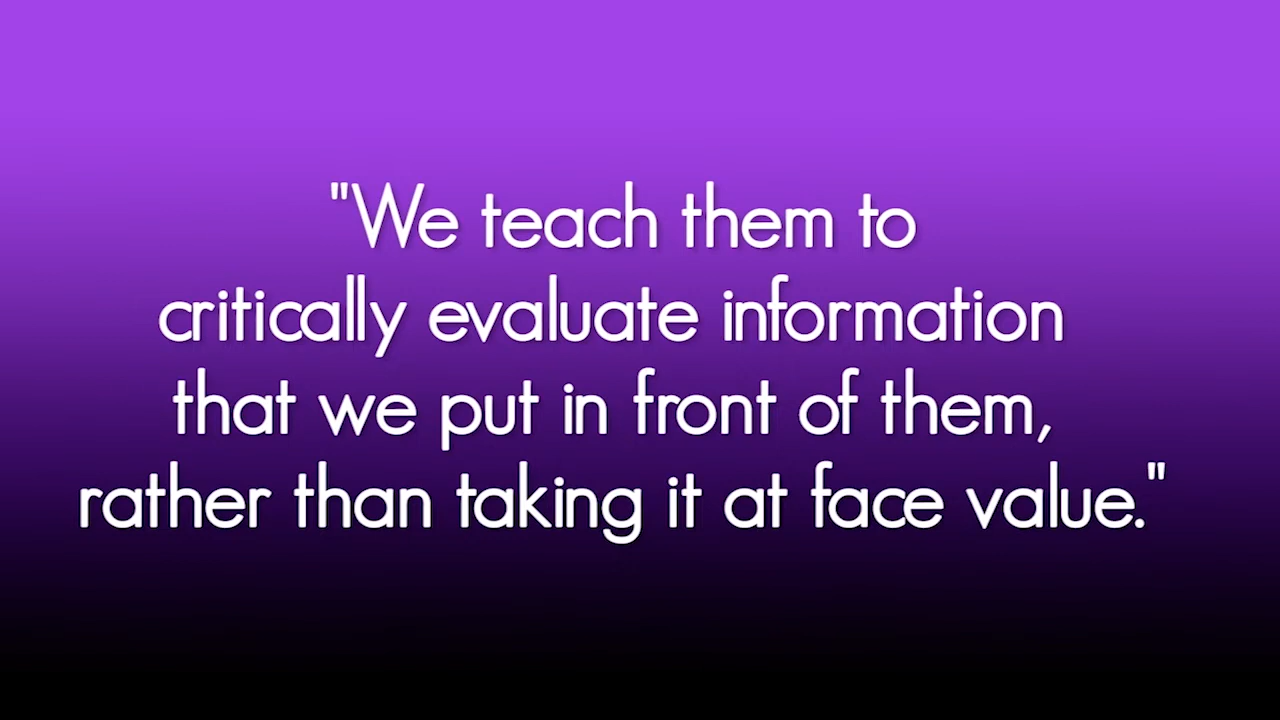 "We teach them to
critically evaluate information
that we put in front of them,
rather than taking it at face value."